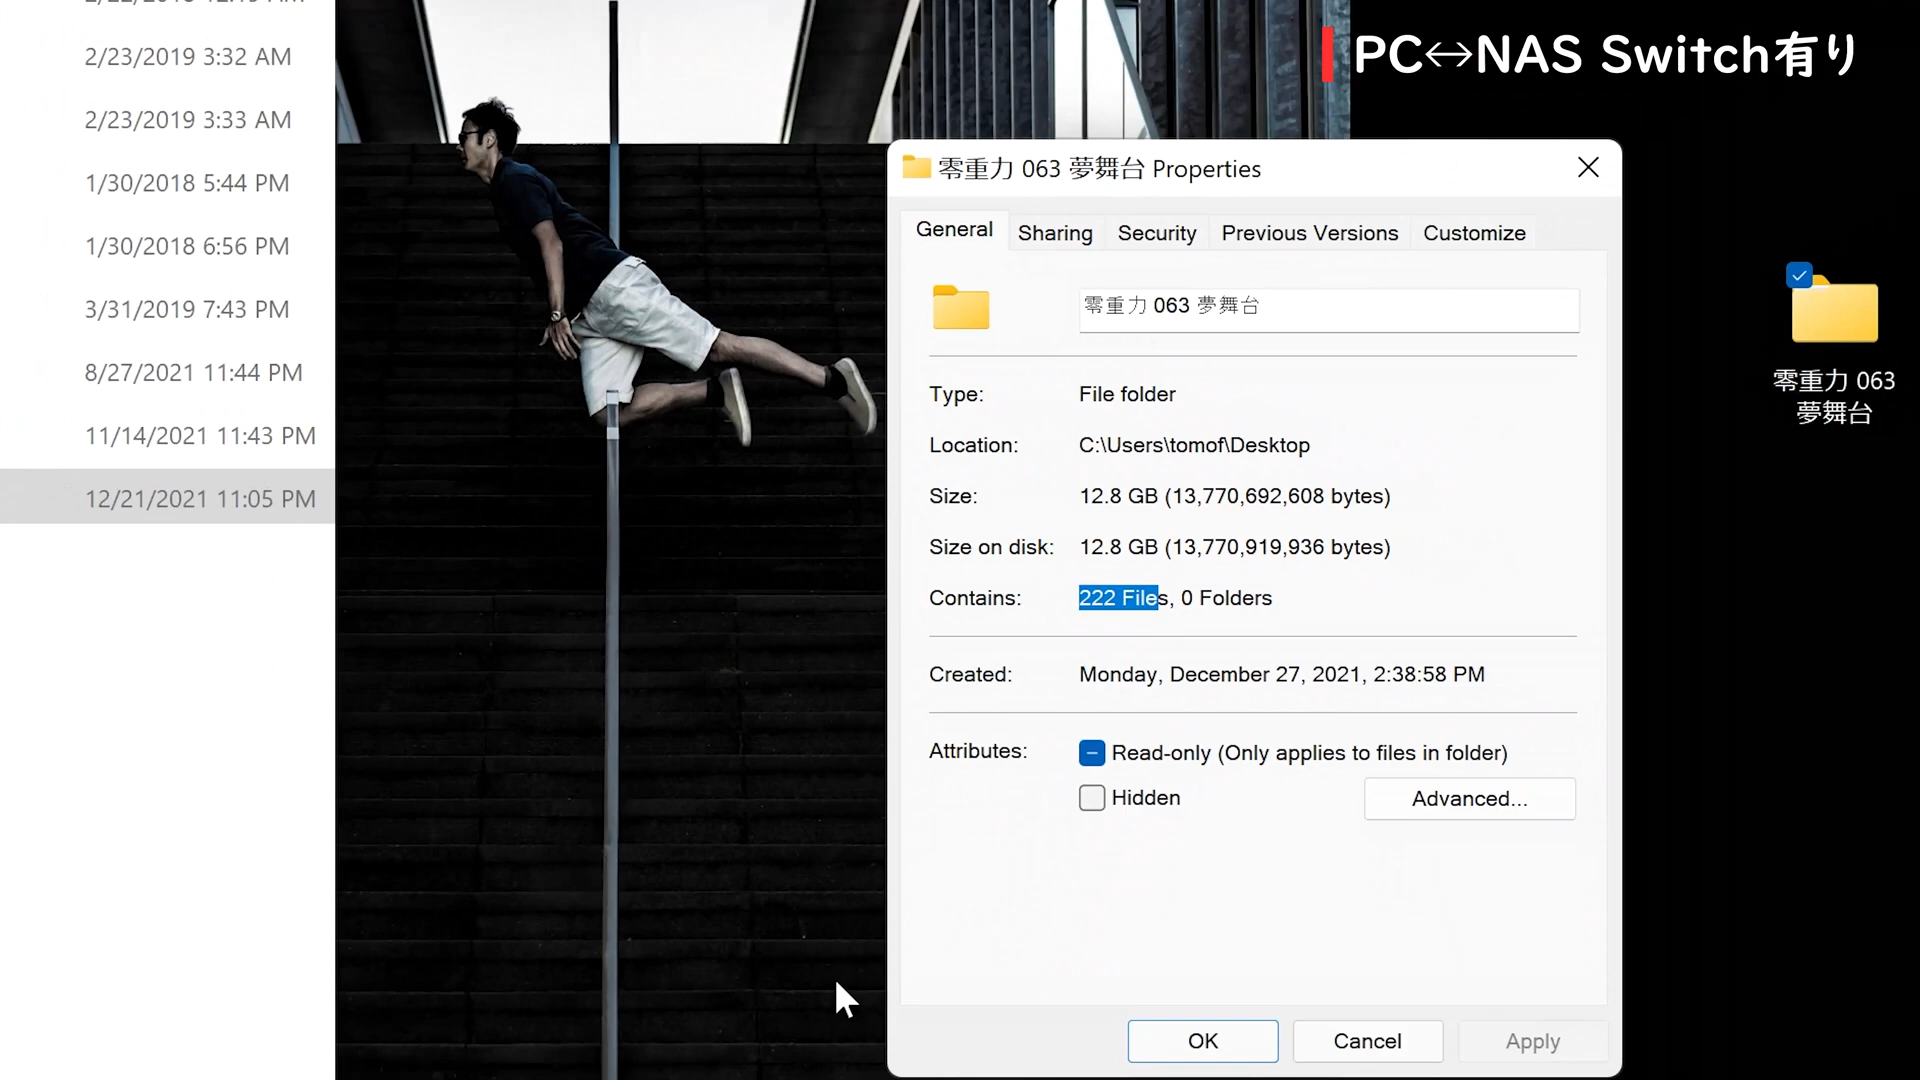 2/23/2019 3:32 AM
2/23/2019 3:33 AM
1/30/2018 5:44 PM
1/30/2018 6:56 PM
3/31/2019 7:43 PM
8/27/2021 11:44 PM
11/14/2021 11:43 PM
12/21/2021 11:05 PM
PC↔NAS Switch有り
零重力 063 夢舞台 Properties
General Sharing Security Previous Versions Customize
零重力 063 夢舞台
Type: File folder
Location: C:\Users\tomof\Desktop
Size: 12.8 GB (13,770,692,608 bytes)
Size on disk: 12.8 GB (13,770,919,936 bytes)
Contains: 222 Files, 0 Folders
Created: Monday, December 27, 2021, 2:38:58 PM
Attributes: Read-only (Only applies to files in folder)
Hidden Advanced...
OK Cancel Apply
零重力 063
夢舞台